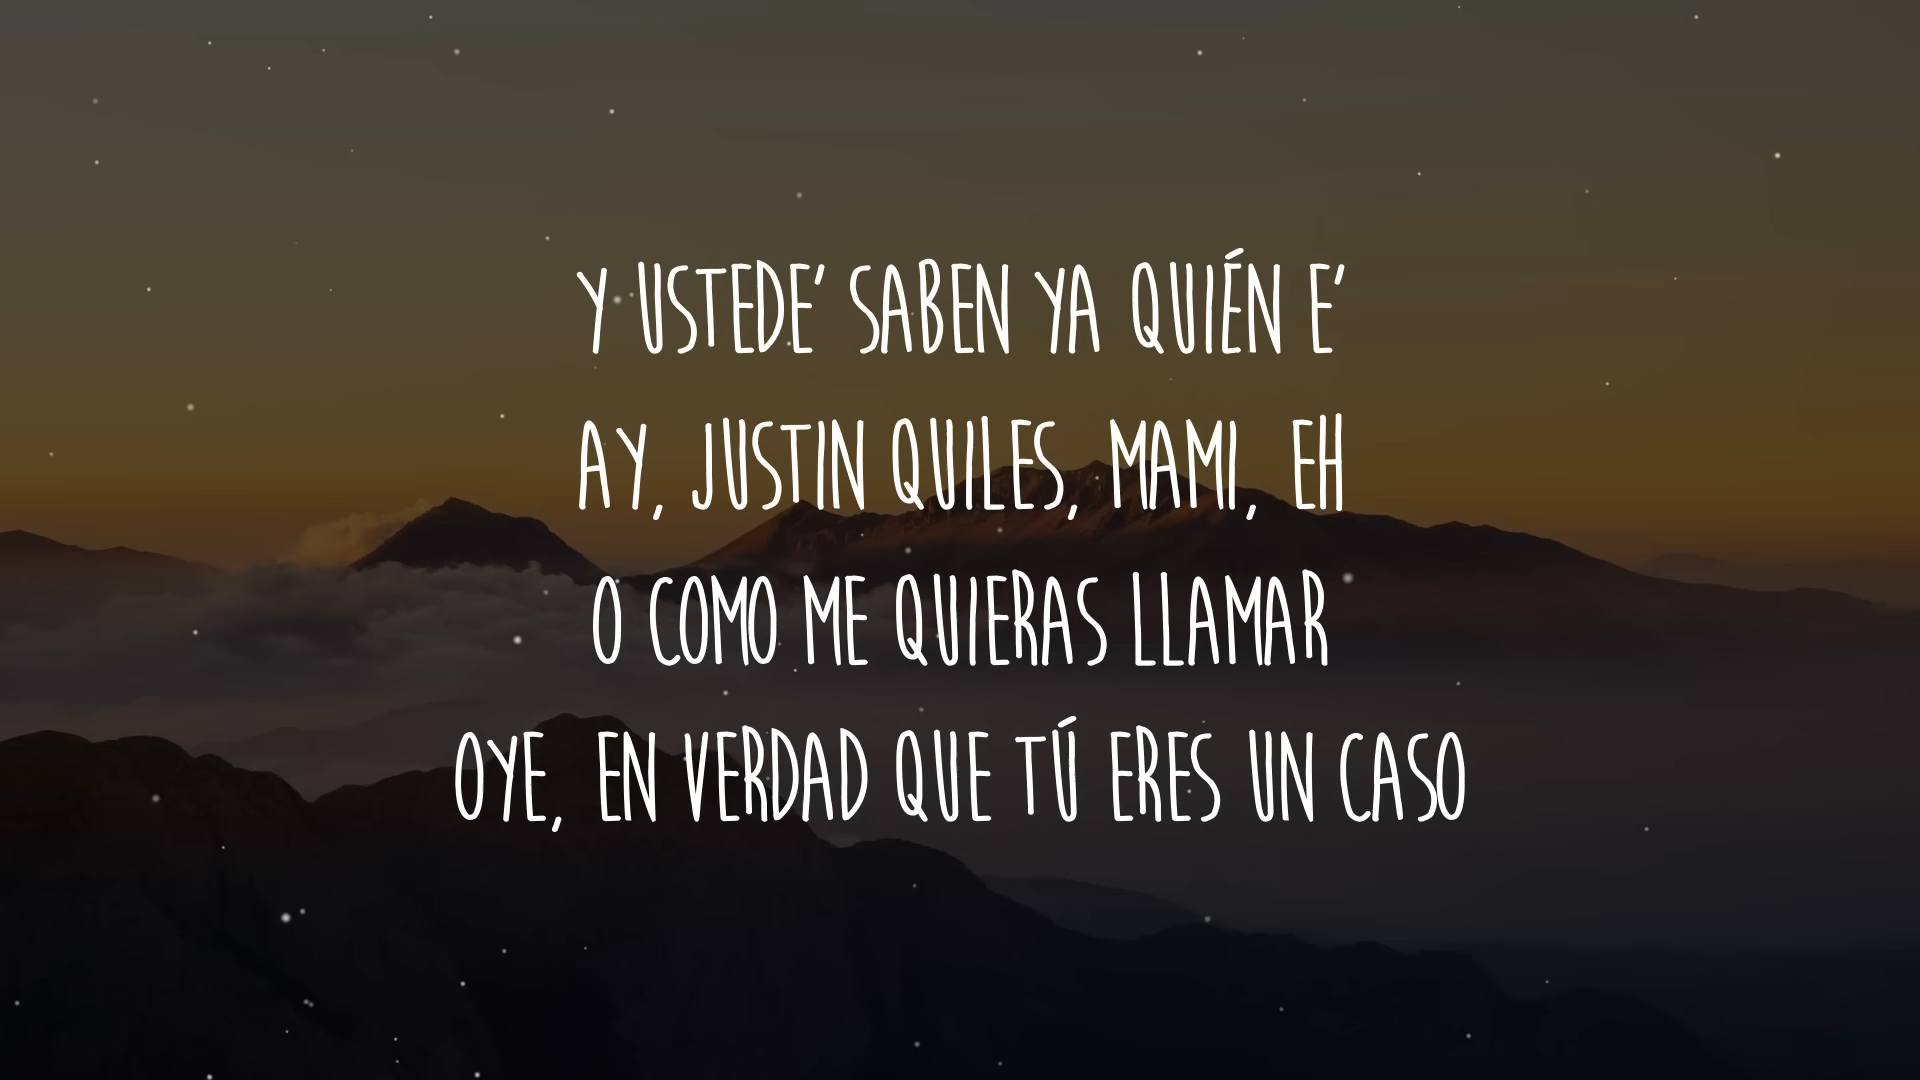 Y USTEDE' SABEN YA QUIÉN E'
AY, JUSTIN QUILES, MAMI, EH
O COMO ME QUIERAS LLAMAR
OYE, EN VERDAD QUE TÚ ERES UN CASO